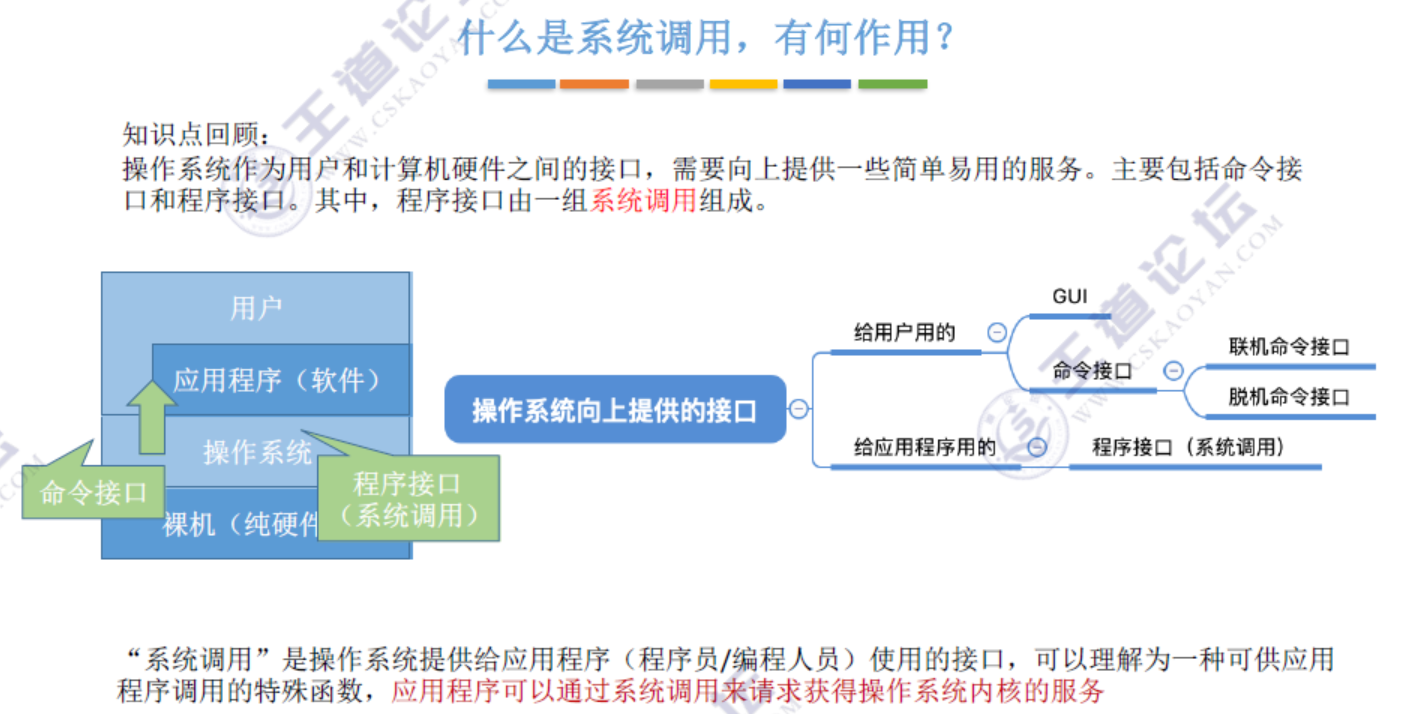 什么是系统调用，有何作用？
知识点回顾：
操作系统作为用户和计算机硬件之间的接口，需要向上提供一些简单易用的服务。主要包括命令接
口和程序接口。其中，程序接口由一组系统调用组成。
用户
应用程序（软件）
操作系统
命令接口
程序接口
（系统调用）
裸机（纯硬件
操作系统向上提供的接口
给用户用的
GUI
命令接口
联机命令接口
脱机命令接口
给应用程序用的
程序接口（系统调用）
“系统调用”是操作系统提供给应用程序（程序员/编程人员）使用的接口，可以理解为一种可供应用
程序调用的特殊函数，应用程序可以通过系统调用来请求获得操作系统内核的服务
王道论坛
WWW.CSKAOYAN.COM
王道论坛
WWW.CSKAOYAN.COM